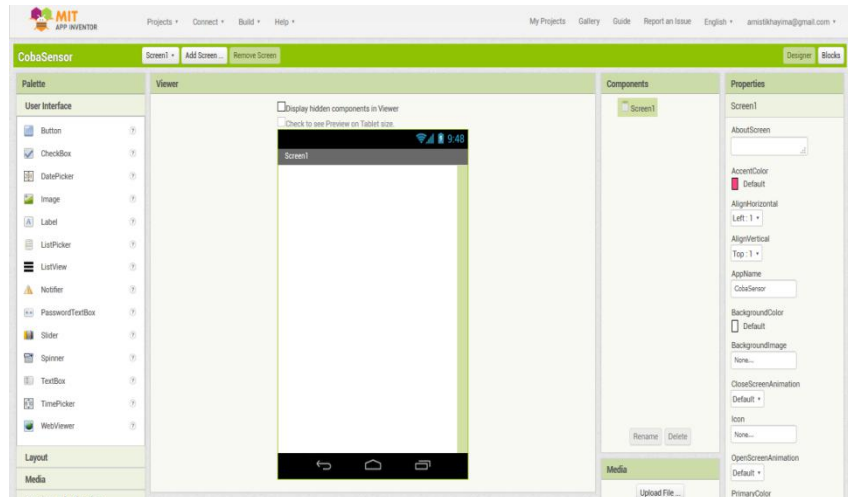 MIT
APP INVENTOR
Projects Connect Build Help
My Projects Gallery Guide Report an Issue English amistikhayima@gmail.com
CobaSensor
Screen1 Add Screen ... Remove Screen
Designer Blocks
Palette
User Interface
Button
CheckBox
DatePicker
Image
Label
ListPicker
ListView
Notifier
PasswordTextBox
Slider
Spinner
TextBox
TimePicker
WebViewer
Layout
Media
Viewer
Display hidden components in Viewer
Check to see Preview on Tablet size.
9:48
Screen1
Components
Screen1
Rename Delete
Media
Upload File ...
Properties
Screen1
AboutScreen
AccentColor
Default
AlignHorizontal
Left : 1
AlignVertical
Top : 1
AppName
CobaSensor
BackgroundColor
Default
BackgroundImage
None...
CloseScreenAnimation
Default
Icon
None...
OpenScreenAnimation
Default
PrimaryColor